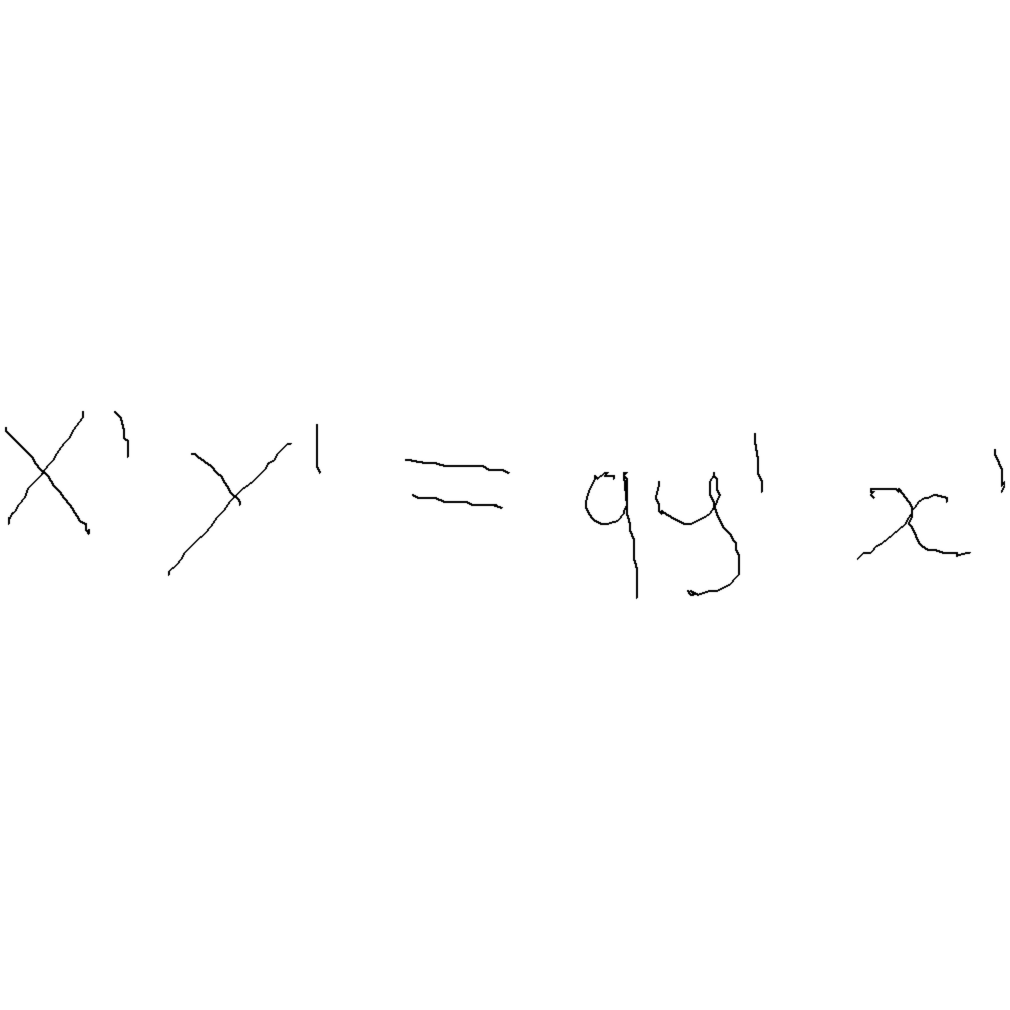 x' y' = qy' x'